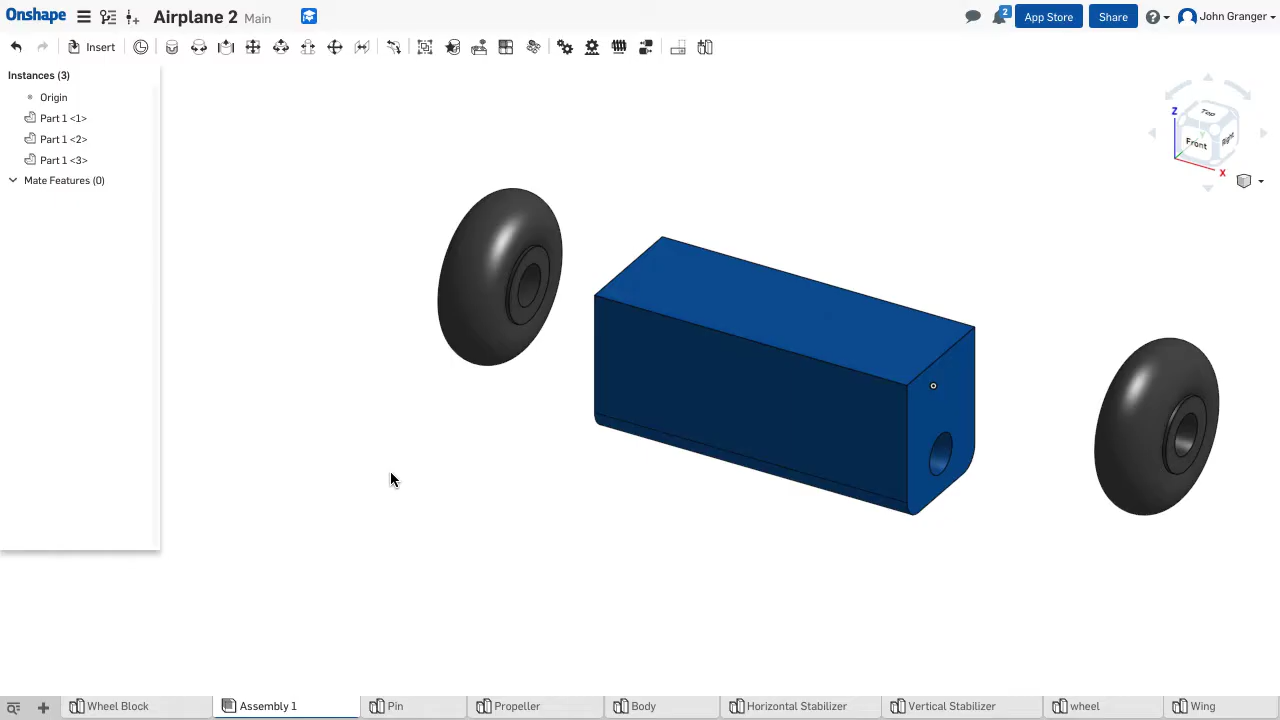 Onshape Airplane 2 Main App Store 2 Share John Granger
Insert
Instances (3)
Origin
Part 1 <1>
Part 1 <2>
Part 1 <3>
Mate Features (0)
Top
Front
Right
Z
X
Wheel Block Assembly 1 Pin Propeller Body Horizontal Stabilizer Vertical Stabilizer wheel Wing